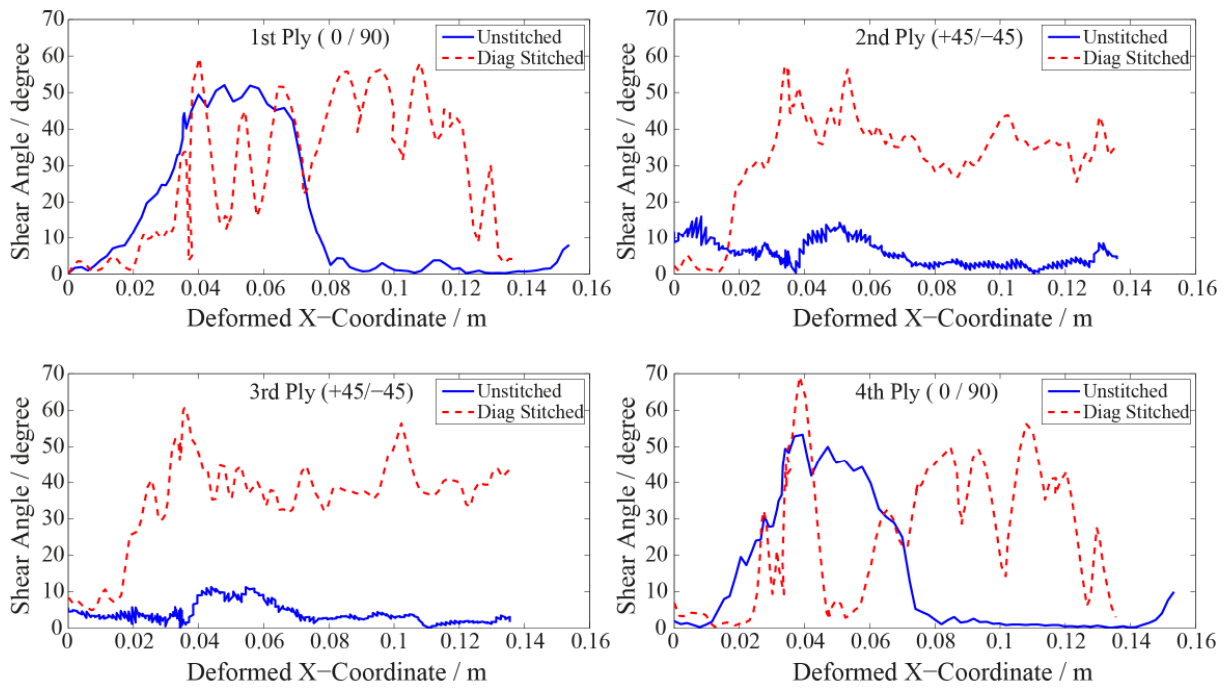 1st Ply ( 0 / 90)
Unstitched
Diag Stitched
Shear Angle / degree
70
60
50
40
30
20
10
0
0 0.02 0.04 0.06 0.08 0.10 0.12 0.14 0.16
Deformed X−Coordinate / m
2nd Ply (+45/−45)
Unstitched
Diag Stitched
Shear Angle / degree
70
60
50
40
30
20
10
0
0 0.02 0.04 0.06 0.08 0.10 0.12 0.14 0.16
Deformed X−Coordinate / m
3rd Ply (+45/−45)
Unstitched
Diag Stitched
Shear Angle / degree
70
60
50
40
30
20
10
0
0 0.02 0.04 0.06 0.08 0.10 0.12 0.14 0.16
Deformed X−Coordinate / m
4th Ply ( 0 / 90)
Unstitched
Diag Stitched
Shear Angle / degree
70
60
50
40
30
20
10
0
0 0.02 0.04 0.06 0.08 0.10 0.12 0.14 0.16
Deformed X−Coordinate / m